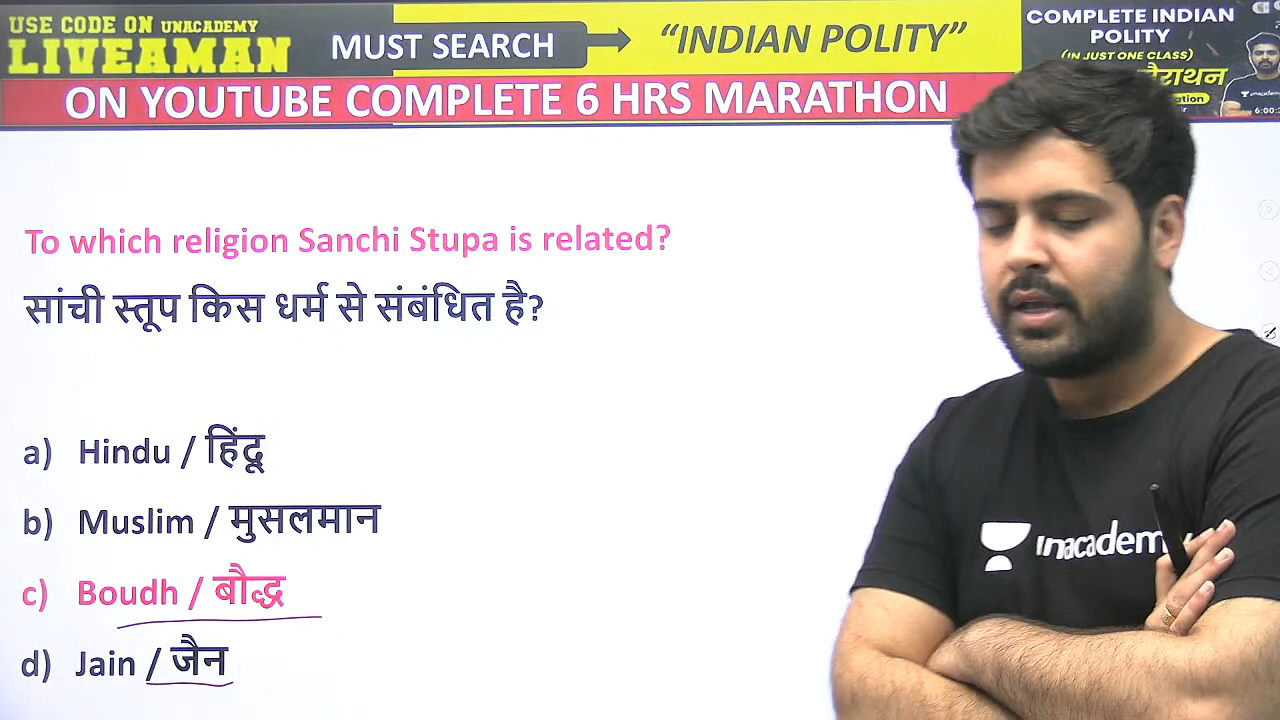 USE CODE ON UNACADEMY
LIVEAMAN
MUST SEARCH
“INDIAN POLITY”
COMPLETE INDIAN
POLITY
(IN JUST ONE CLASS)
ON YOUTUBE COMPLETE 6 HRS MARATHON
To which religion Sanchi Stupa is related?
सांची स्तूप किस धर्म से संबंधित है?
a) Hindu / हिंदू
b) Muslim / मुसलमान
c) Boudh / बौद्ध
d) Jain / जैन
unacademy